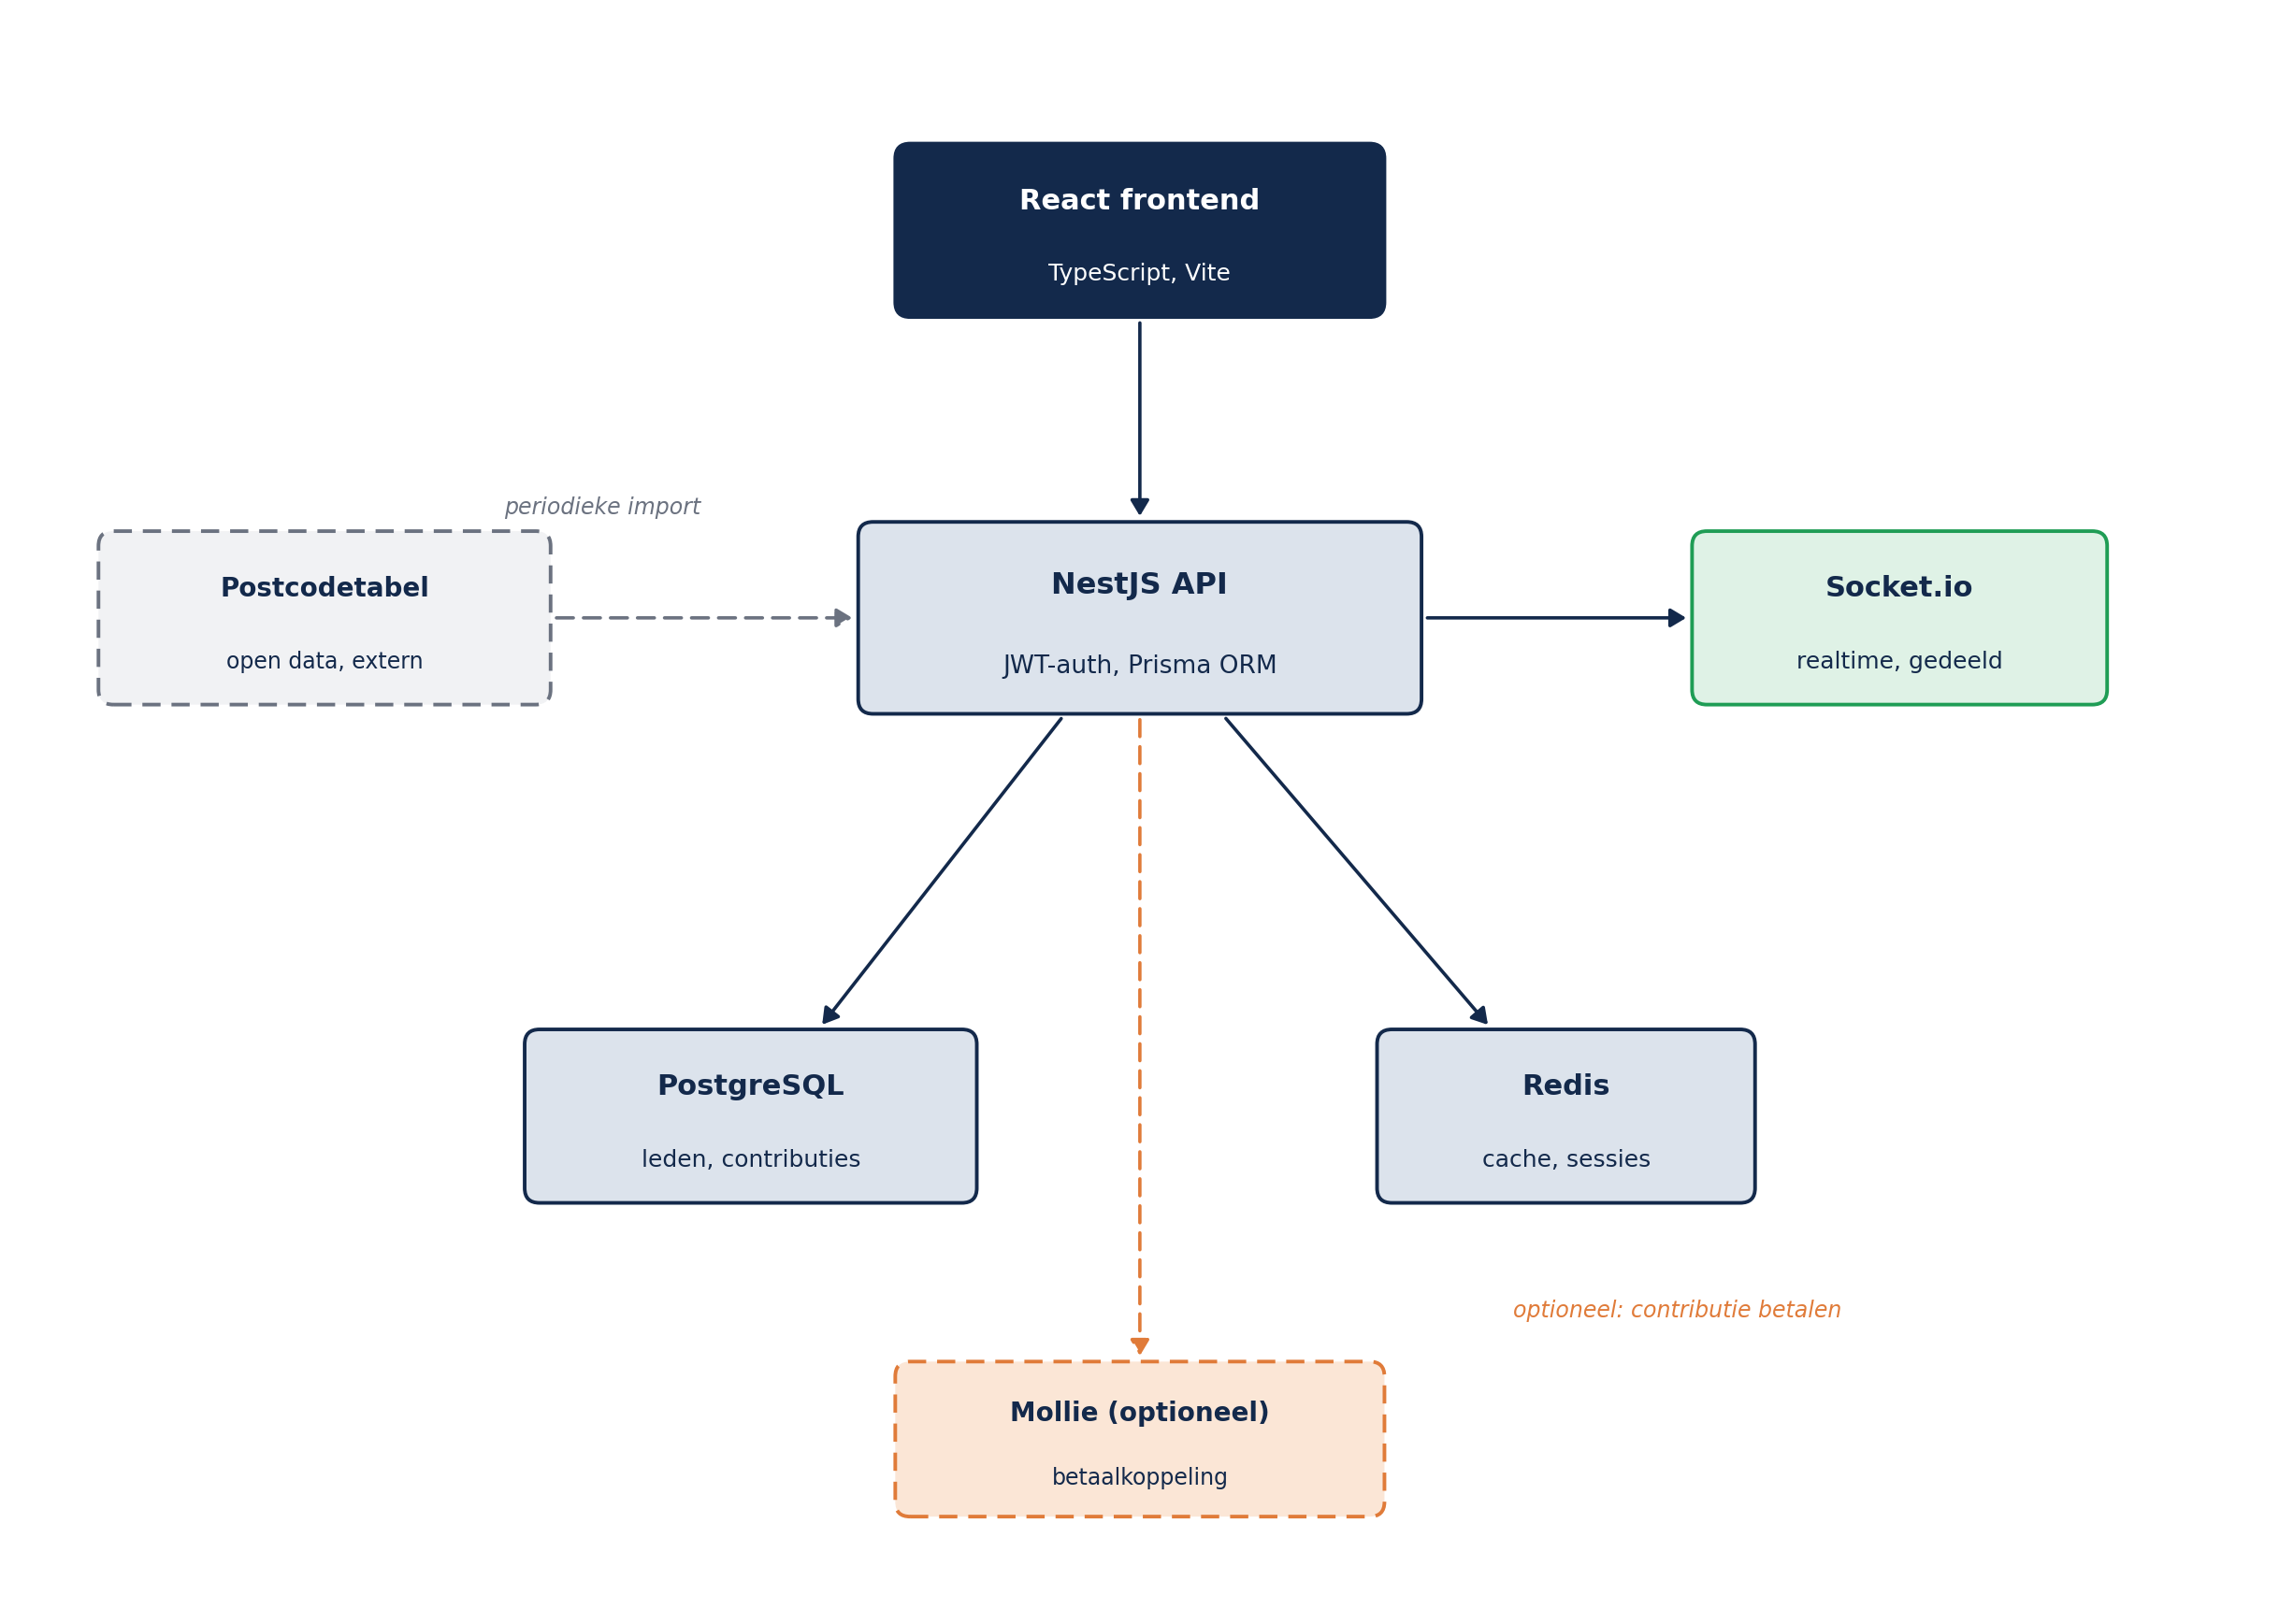 React frontend
TypeScript, Vite
periodieke import
Postcodetabel
open data, extern
NestJS API
JWT-auth, Prisma ORM
Socket.io
realtime, gedeeld
PostgreSQL
leden, contributies
Redis
cache, sessies
optioneel: contributie betalen
Mollie (optioneel)
betaalkoppeling